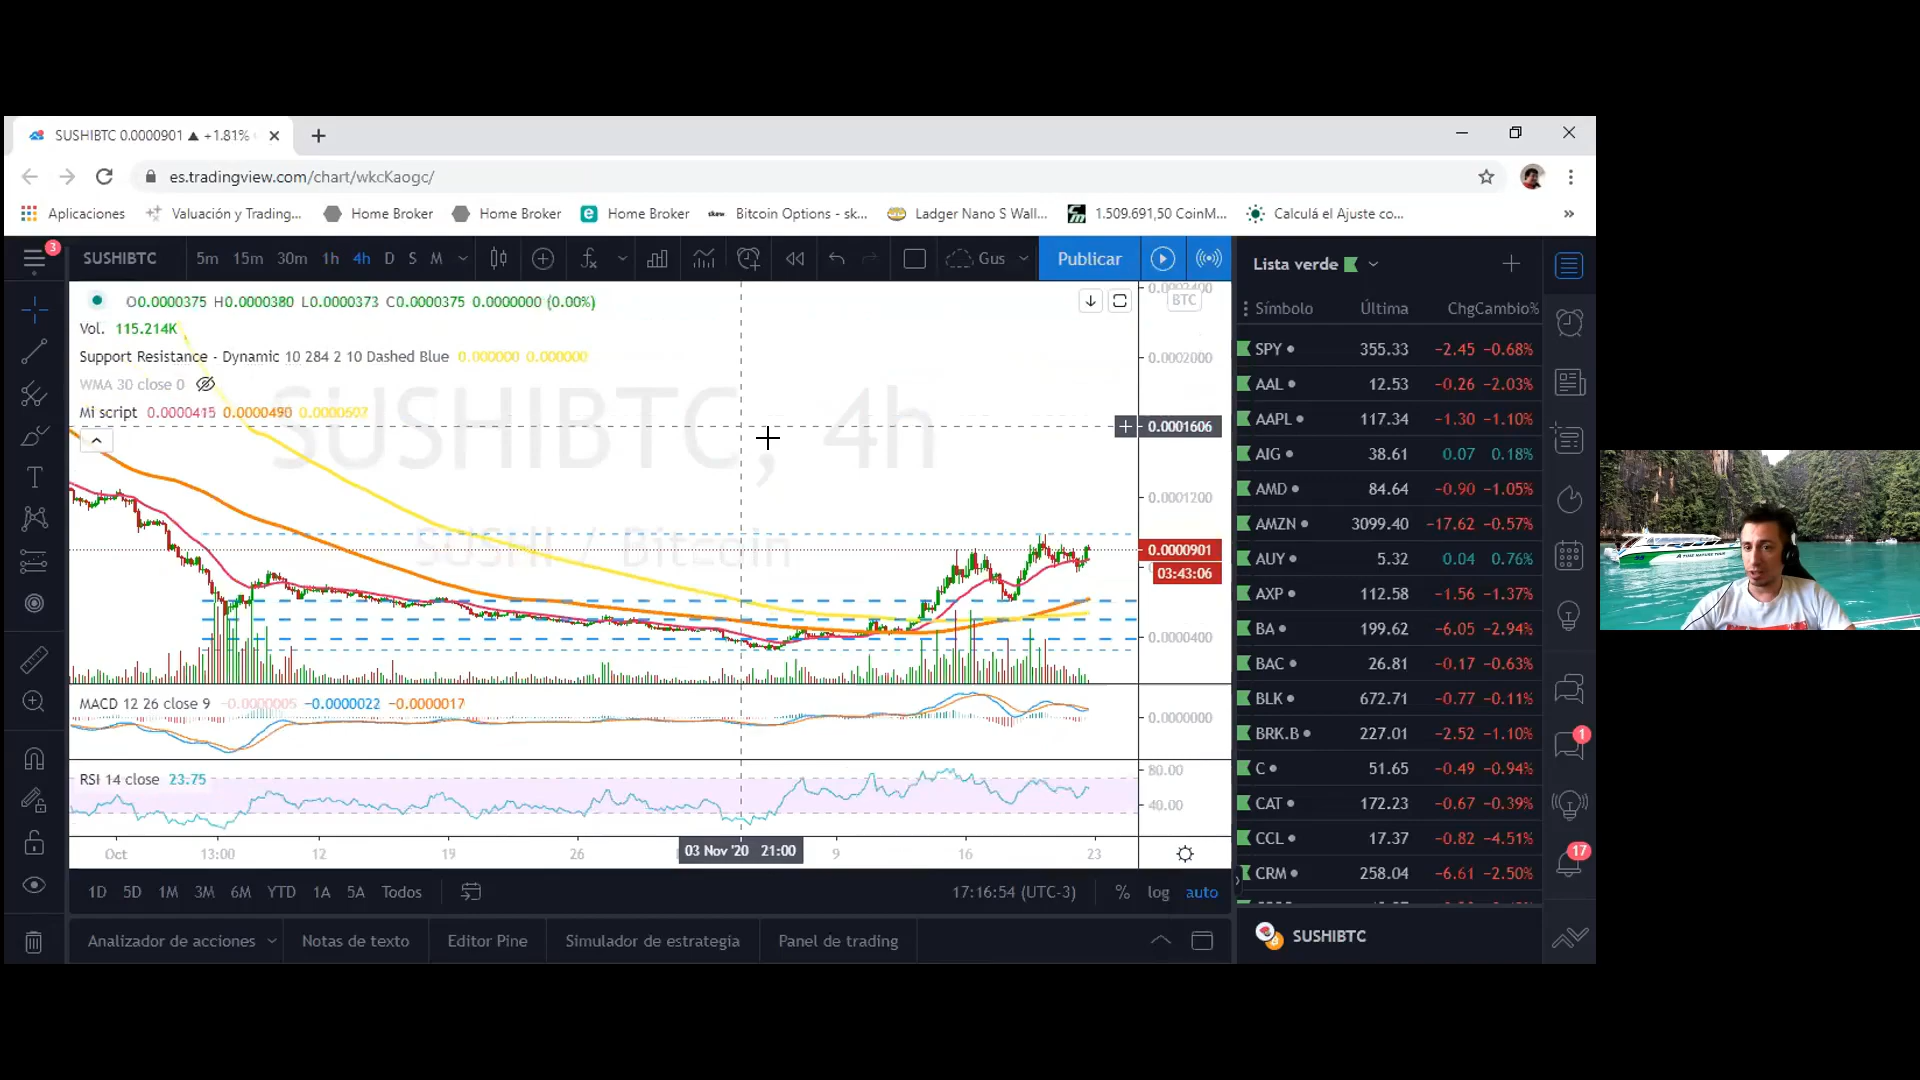 SUSHIBTC 0.0000901 ▲ +1.81%
es.tradingview.com/chart/wkcKaogc/
Aplicaciones Valuación y Trading... Home Broker Home Broker Home Broker skew Bitcoin Options - sk... Ladger Nano S Wall... 1.509.691,50 CoinM... Calculá el Ajuste co... »
3 SUSHIBTC 5m 15m 30m 1h 4h D S M Gus Publicar
Lista verde
O0.0000375 H0.0000380 L0.0000373 C0.0000375 0.0000000 (0.00%)
BTC
Vol. 115.214K
Support Resistance - Dynamic 10 284 2 10 Dashed Blue 0.000000 0.000000
WMA 30 close 0
Mi script 0.0000415 0.0000490 0.0000607
SUSHIBTC, 4h
SUSHI / Bitcoin
0.0002400
0.0002000
0.0001606
0.0001200
0.0000901
03:43:06
0.0000400
MACD 12 26 close 9 −0.0000005 −0.0000022 −0.0000017
0.0000000
RSI 14 close 23.75
80.00
40.00
Oct 13:00 12 19 26 03 Nov '20 21:00 9 16 23
1D 5D 1M 3M 6M YTD 1A 5A Todos 17:16:54 (UTC-3) % log auto
Analizador de acciones Notas de texto Editor Pine Simulador de estrategia Panel de trading
Símbolo Última ChgCambio%
SPY 355.33 −2.45 −0.68%
AAL 12.53 −0.26 −2.03%
AAPL 117.34 −1.30 −1.10%
AIG 38.61 0.07 0.18%
AMD 84.64 −0.90 −1.05%
AMZN 3099.40 −17.62 −0.57%
AUY 5.32 0.04 0.76%
AXP 112.58 −1.56 −1.37%
BA 199.62 −6.05 −2.94%
BAC 26.81 −0.17 −0.63%
BLK 672.71 −0.77 −0.11%
BRK.B 227.01 −2.52 −1.10%
C 51.65 −0.49 −0.94%
CAT 172.23 −0.67 −0.39%
CCL 17.37 −0.82 −4.51%
CRM 258.04 −6.61 −2.50%
SUSHIBTC
1
17